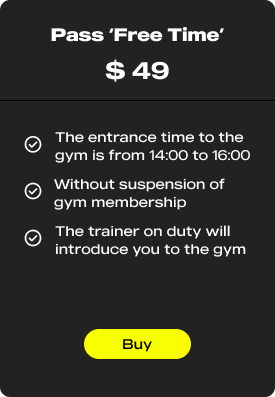 Pass ‘Free Time’
$ 49
The entrance time to the
gym is from 14:00 to 16:00
Without suspension of
gym membership
The trainer on duty will
introduce you to the gym
Buy